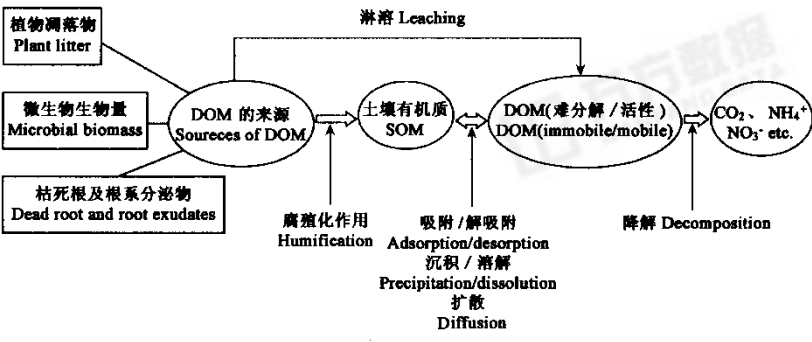 淋溶 Leaching
植物凋落物
Plant litter
微生物生物量
Microbial biomass
枯死根及根系分泌物
Dead root and root exudates
DOM 的来源
Soureces of DOM
土壤有机质
SOM
DOM(难分解/活性)
DOM(immobile/mobile)
CO₂、NH₄⁺
NO₃⁻ etc.
腐殖化作用
Humification
吸附/解吸附
Adsorption/desorption
沉积/溶解
Precipitation/dissolution
扩散
Diffusion
降解 Decomposition
万方数据